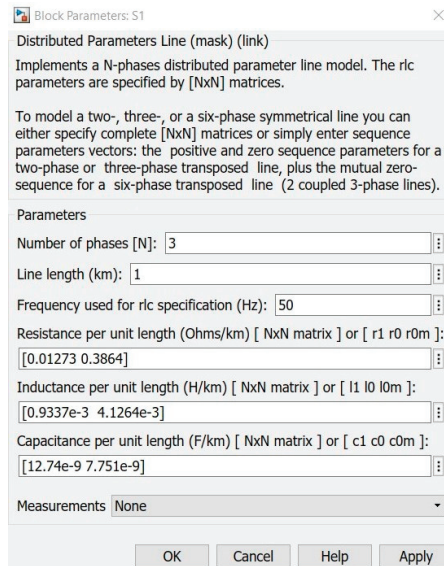 Block Parameters: S1
Distributed Parameters Line (mask) (link)
Implements a N-phases distributed parameter line model. The rlc
parameters are specified by [NxN] matrices.
To model a two-, three-, or a six-phase symmetrical line you can
either specify complete [NxN] matrices or simply enter sequence
parameters vectors: the positive and zero sequence parameters for a
two-phase or three-phase transposed line, plus the mutual zero-
sequence for a six-phase transposed line (2 coupled 3-phase lines).
Parameters
Number of phases [N]: 3
Line length (km): 1
Frequency used for rlc specification (Hz): 50
Resistance per unit length (Ohms/km) [ NxN matrix ] or [ r1 r0 r0m ]:
[0.01273 0.3864]
Inductance per unit length (H/km) [ NxN matrix ] or [ l1 l0 l0m ]:
[0.9337e-3 4.1264e-3]
Capacitance per unit length (F/km) [ NxN matrix ] or [ c1 c0 c0m ]:
[12.74e-9 7.751e-9]
Measurements None
OK Cancel Help Apply